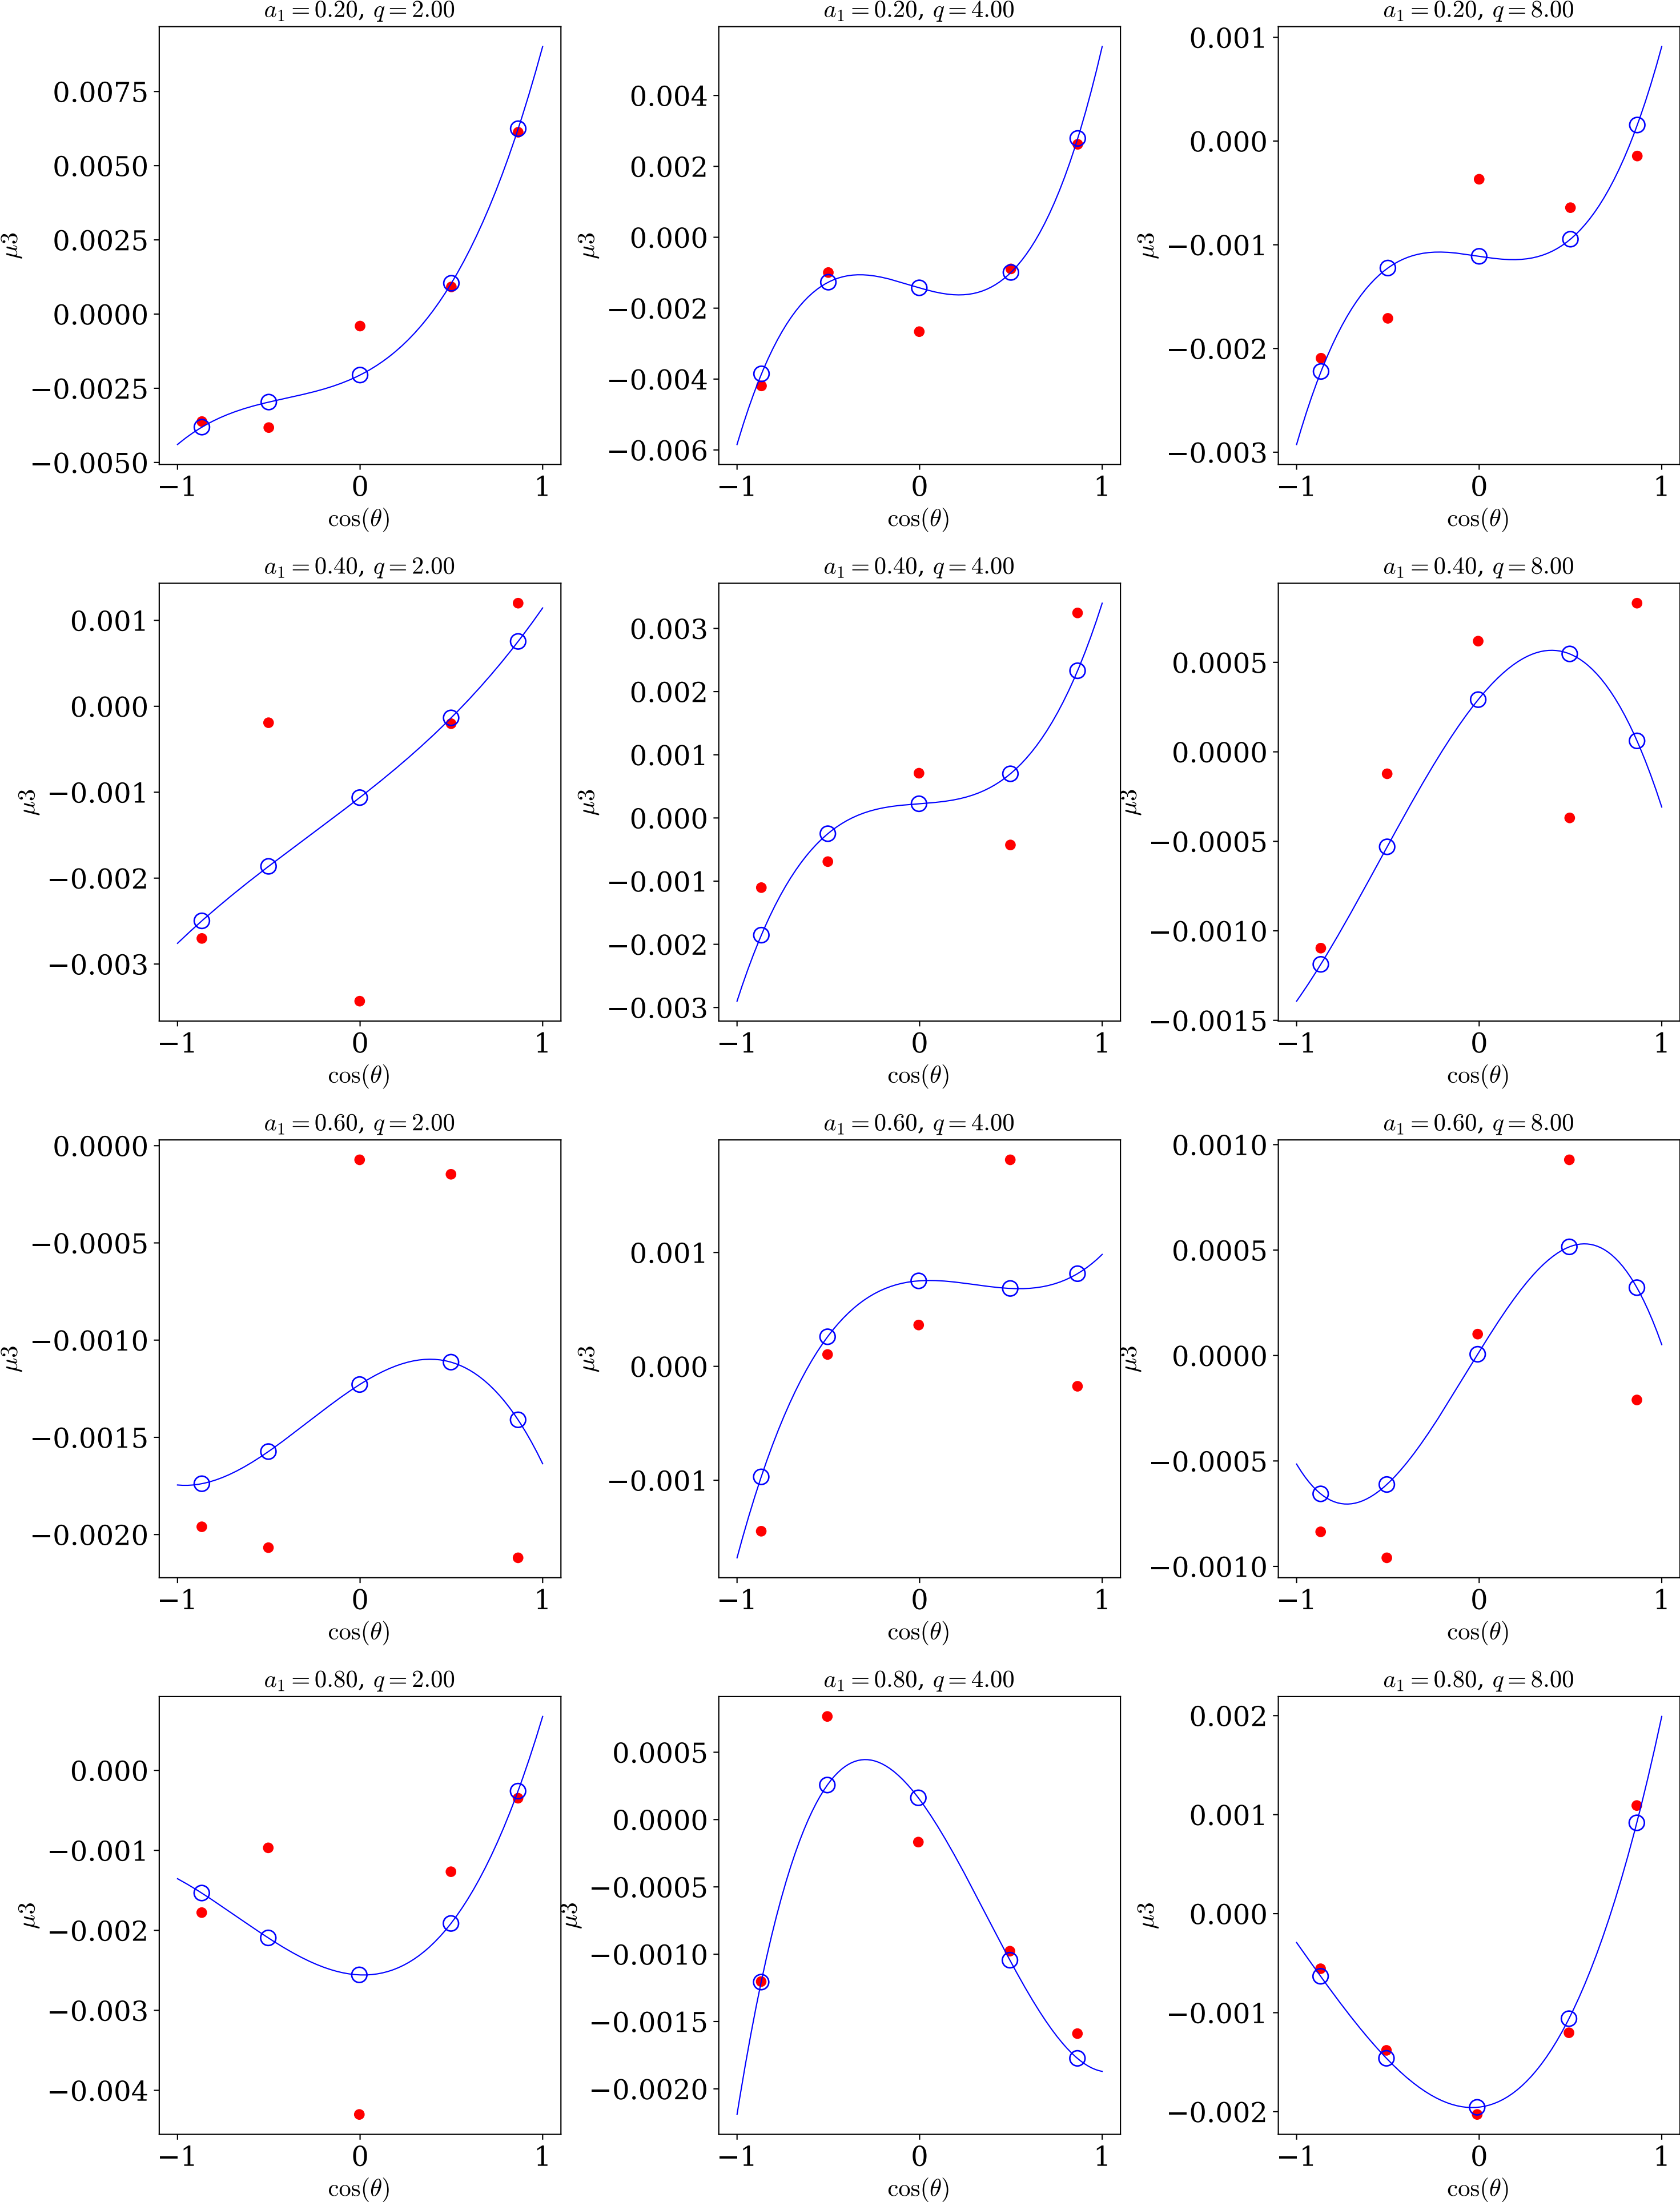 a₁ = 0.20, q = 2.00
a₁ = 0.20, q = 4.00
a₁ = 0.20, q = 8.00
0.0075
0.0050
0.0025
0.0000
−0.0025
−0.0050
μ3
−1 0 1
cos(θ)
0.004
0.002
0.000
−0.002
−0.004
−0.006
μ3
−1 0 1
cos(θ)
0.001
0.000
−0.001
−0.002
−0.003
μ3
−1 0 1
cos(θ)
a₁ = 0.40, q = 2.00
a₁ = 0.40, q = 4.00
a₁ = 0.40, q = 8.00
0.001
0.000
−0.001
−0.002
−0.003
μ3
−1 0 1
cos(θ)
0.003
0.002
0.001
0.000
−0.001
−0.002
−0.003
μ3
−1 0 1
cos(θ)
0.0005
0.0000
−0.0005
−0.0010
−0.0015
μ3
−1 0 1
cos(θ)
a₁ = 0.60, q = 2.00
a₁ = 0.60, q = 4.00
a₁ = 0.60, q = 8.00
0.0000
−0.0005
−0.0010
−0.0015
−0.0020
μ3
−1 0 1
cos(θ)
0.001
0.000
−0.001
μ3
−1 0 1
cos(θ)
0.0010
0.0005
0.0000
−0.0005
−0.0010
μ3
−1 0 1
cos(θ)
a₁ = 0.80, q = 2.00
a₁ = 0.80, q = 4.00
a₁ = 0.80, q = 8.00
0.000
−0.001
−0.002
−0.003
−0.004
μ3
−1 0 1
cos(θ)
0.0005
0.0000
−0.0005
−0.0010
−0.0015
−0.0020
μ3
−1 0 1
cos(θ)
0.002
0.001
0.000
−0.001
−0.002
μ3
−1 0 1
cos(θ)